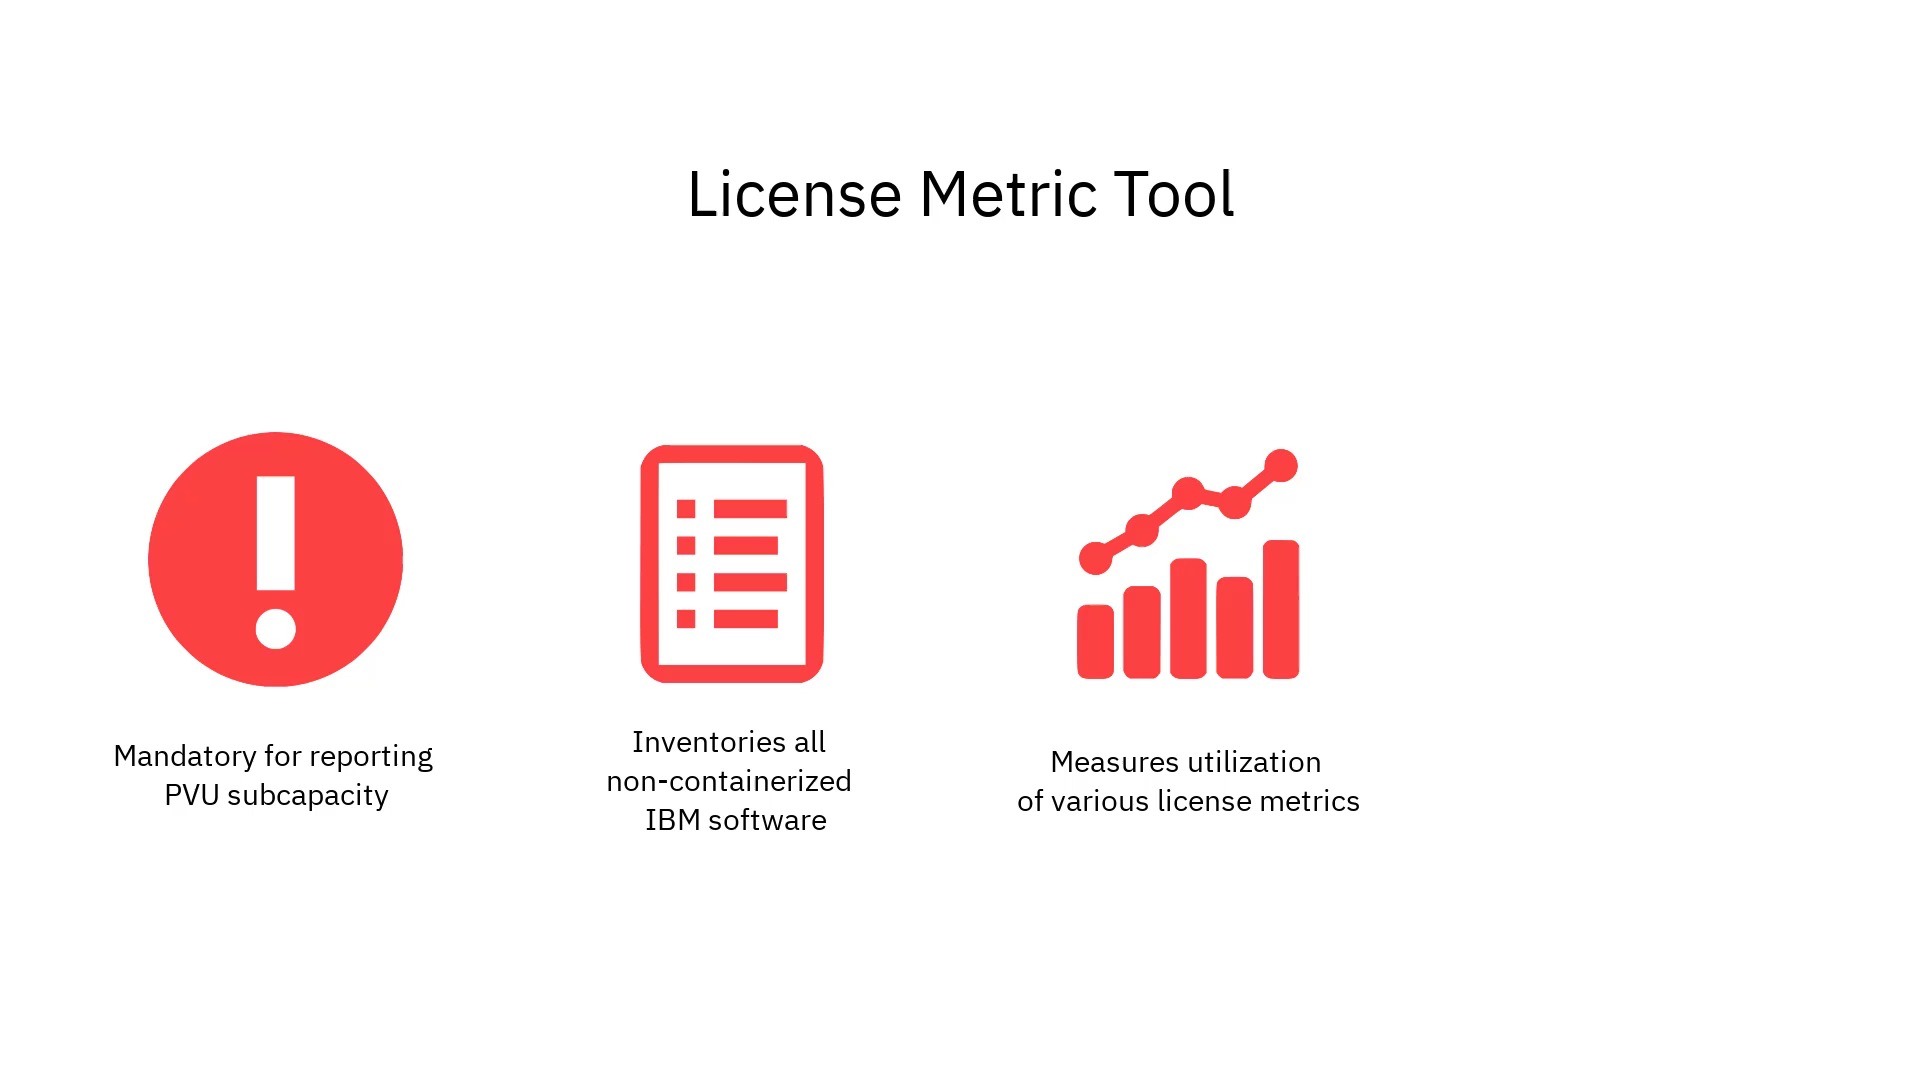 License Metric Tool
Mandatory for reporting
PVU subcapacity
Inventories all
non-containerized
IBM software
Measures utilization
of various license metrics